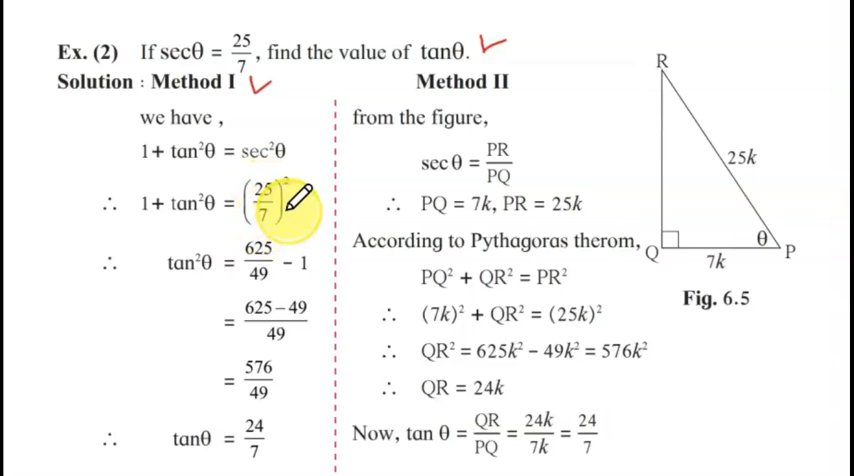 Ex. (2) If secθ = 25/7, find the value of tanθ.
Solution : Method I
we have ,
1+ tan²θ = sec²θ
∴ 1+ tan²θ = (25/7)²
∴ tan²θ = 625/49 − 1
= 625 − 49/49
= 576/49
∴ tanθ = 24/7
Method II
from the figure,
sec θ = PR/PQ
∴ PQ = 7k, PR = 25k
According to Pythagoras therom,
PQ² + QR² = PR²
∴ (7k)² + QR² = (25k)²
∴ QR² = 625k² − 49k² = 576k²
∴ QR = 24k
Now, tan θ = QR/PQ = 24k/7k = 24/7
R
25k
θ
Q
P
7k
Fig. 6.5